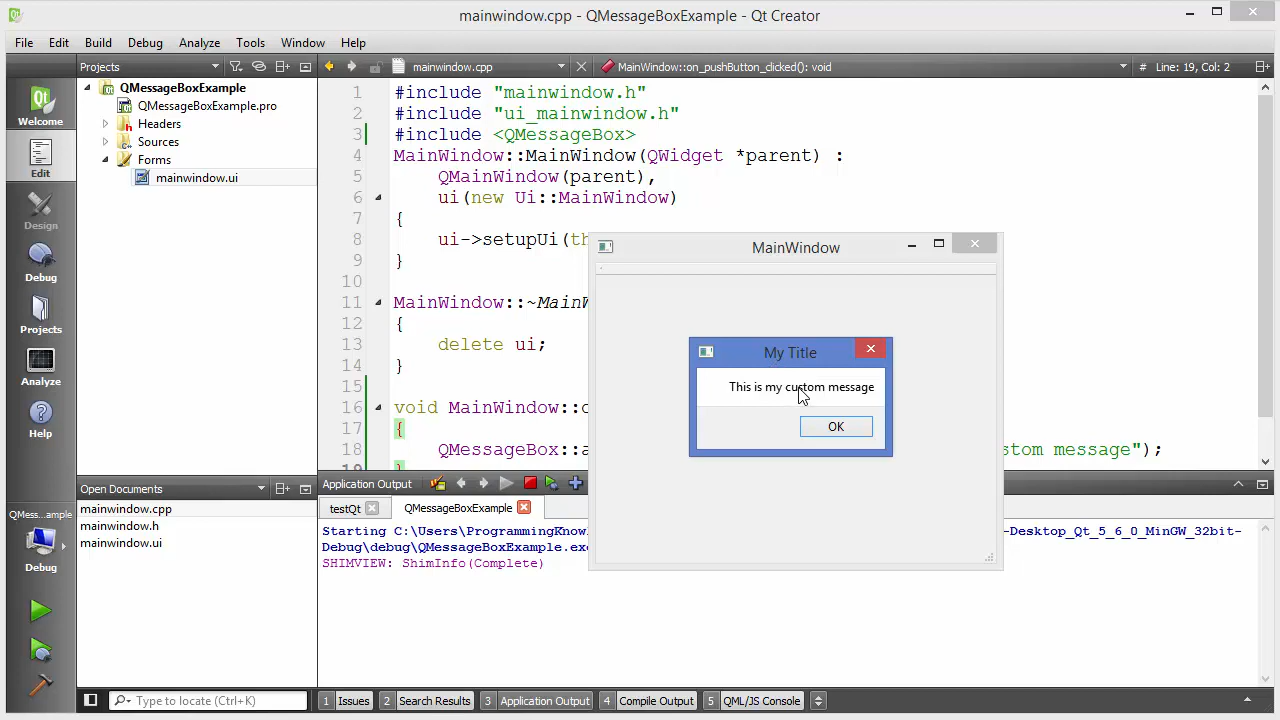 mainwindow.cpp - QMessageBoxExample - Qt Creator
File Edit Build Debug Analyze Tools Window Help
Projects
mainwindow.cpp
MainWindow::on_pushButton_clicked(): void
# Line: 19, Col: 2
Welcome
Edit
Design
Debug
Projects
Analyze
Help
QMess...ample
Debug
QMessageBoxExample
QMessageBoxExample.pro
Headers
Sources
Forms
mainwindow.ui
Open Documents
mainwindow.cpp
mainwindow.h
mainwindow.ui
1 #include "mainwindow.h"
2 #include "ui_mainwindow.h"
3 #include <QMessageBox>
4 MainWindow::MainWindow(QWidget *parent) :
5 QMainWindow(parent),
6 ui(new Ui::MainWindow)
7 {
8 ui->setupUi(th
9 }
10
11 MainWindow::~MainW
12 {
13 delete ui;
14 }
15
16 void MainWindow::o
17 {
18 QMessageBox::a stom message");
19 }
MainWindow
My Title
This is my custom message
OK
Application Output
testQt
QMessageBoxExample
Starting C:\Users\ProgrammingKnow -Desktop_Qt_5_6_0_MinGW_32bit-
Debug\debug\QMessageBoxExample.exe
SHIMVIEW: ShimInfo(Complete)
Type to locate (Ctrl+K)
1 Issues 2 Search Results 3 Application Output 4 Compile Output 5 QML/JS Console